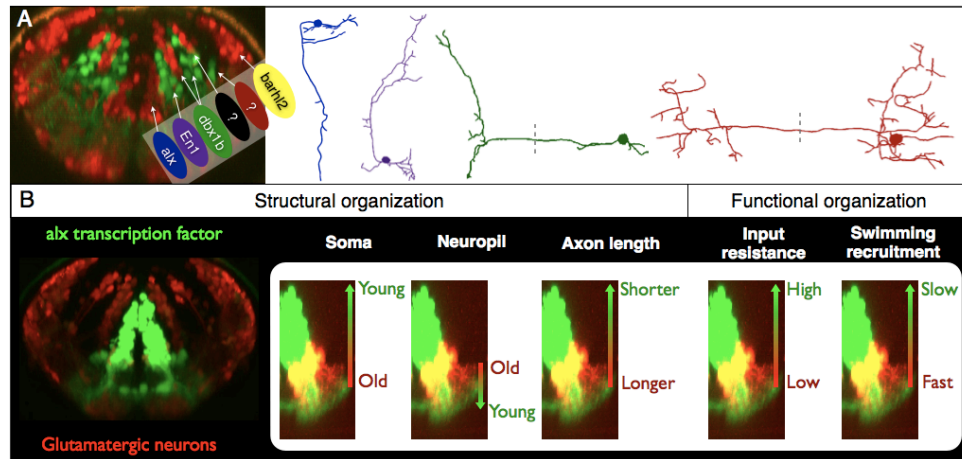 A
alx
En1
dbx1b
?
?
barhl2
B
Structural organization
Functional organization
alx transcription factor
Soma
Neuropil
Axon length
Input
resistance
Swimming
recruitment
Young
Old
Old
Young
Shorter
Longer
High
Low
Slow
Fast
Glutamatergic neurons